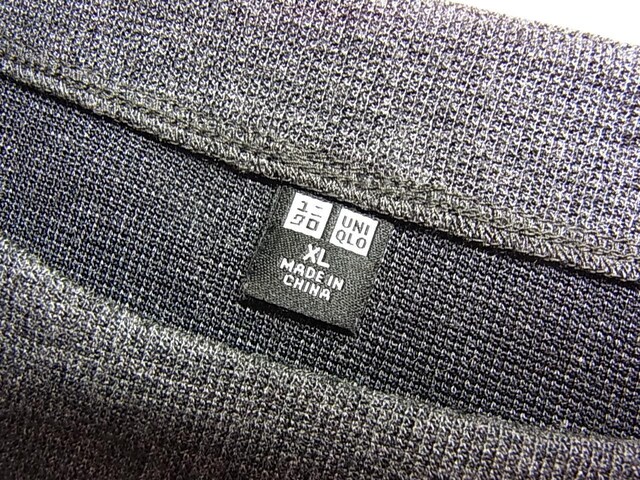 ユニ
クロ
UNI
QLO
XL
MADE IN
CHINA